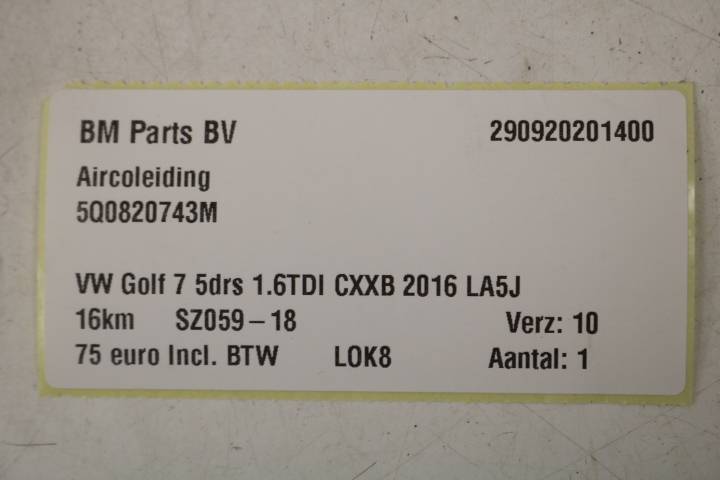 BM Parts BV 290920201400
Aircoleiding
5Q0820743M
VW Golf 7 5drs 1.6TDI CXXB 2016 LA5J
16km SZ059-18 Verz: 10
75 euro Incl. BTW LOK8 Aantal: 1